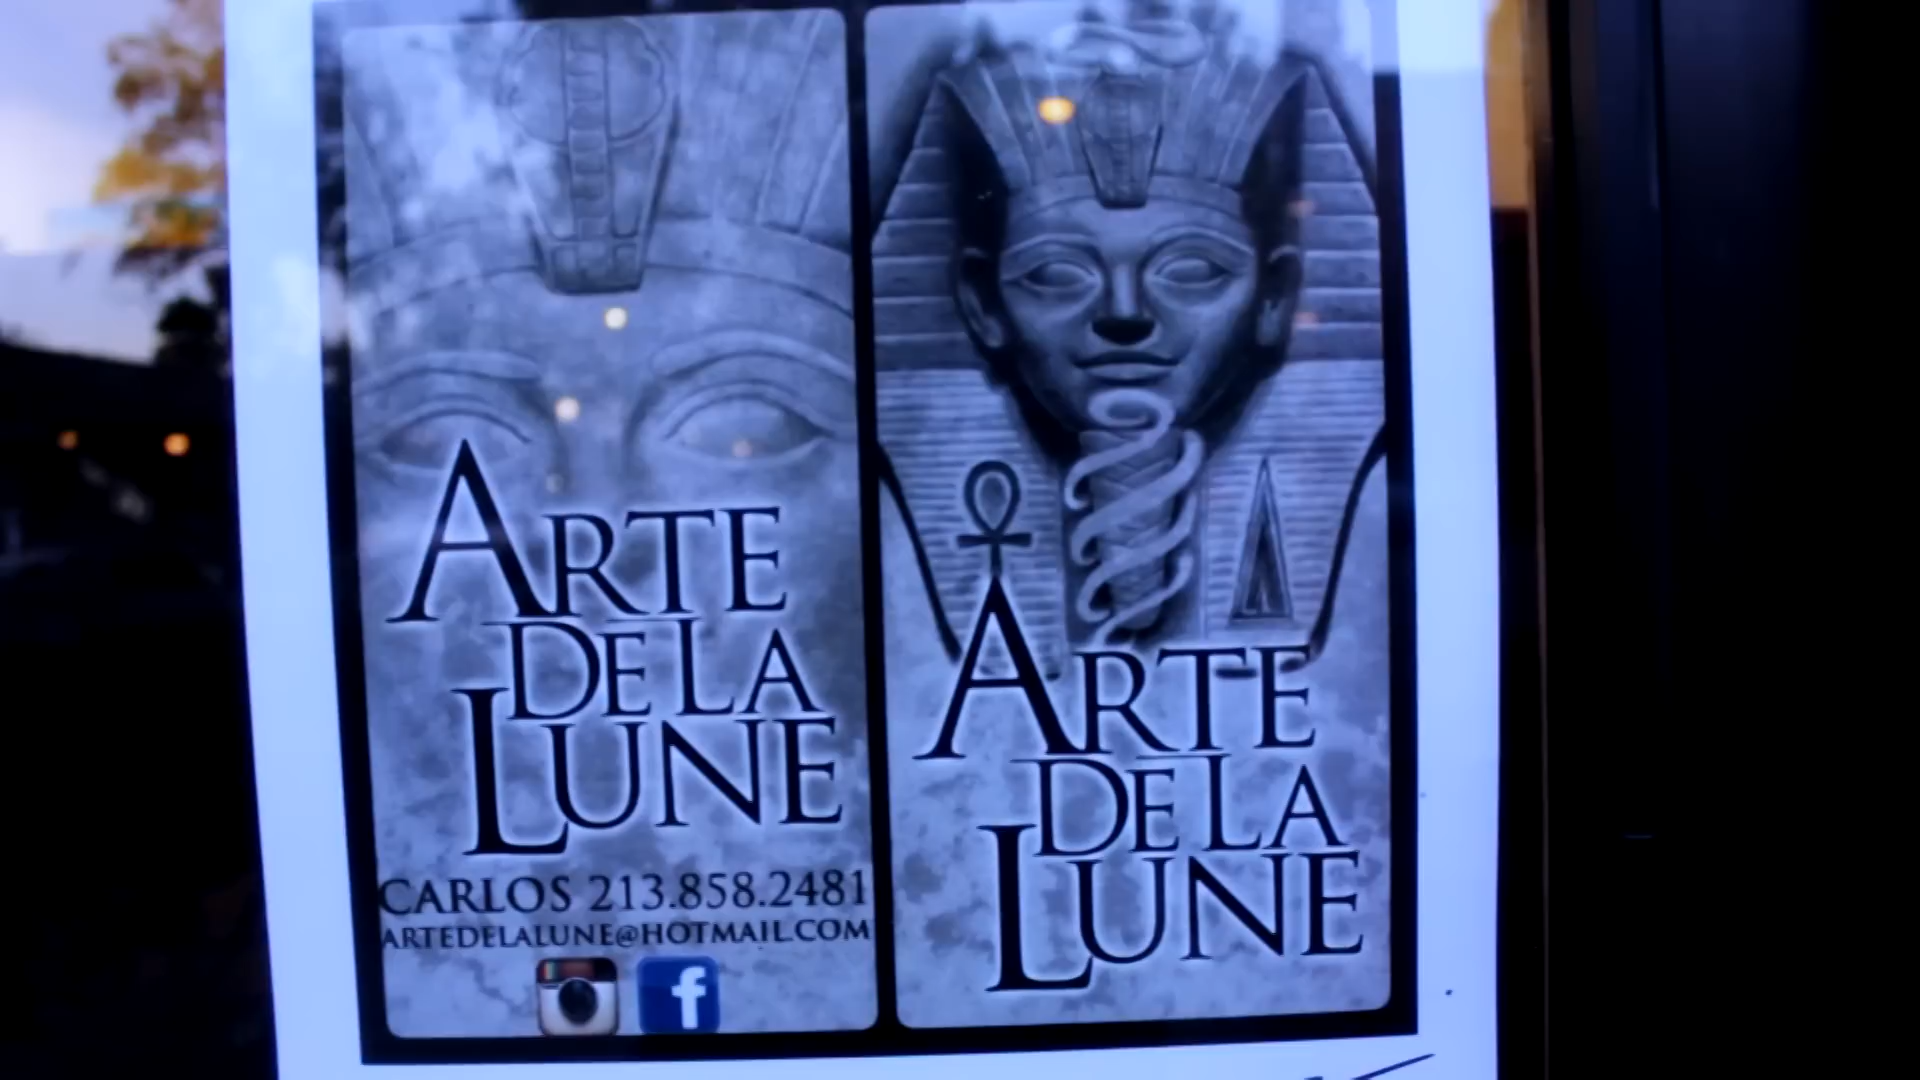 ARTE
DE LA
LUNE
CARLOS 213.858.2481
ARTEDELALUNE@HOTMAIL.COM
f
ARTE
DE LA
LUNE